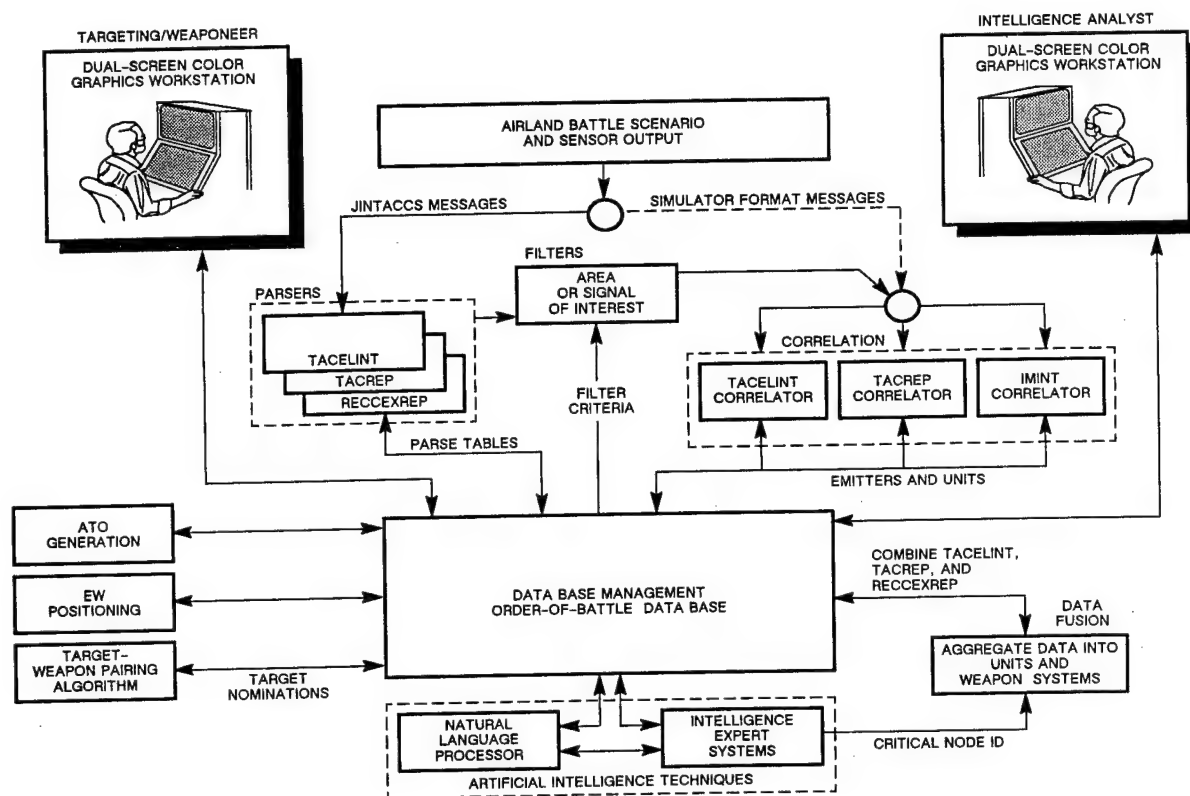 TARGETING/WEAPONEER
DUAL-SCREEN COLOR
GRAPHICS WORKSTATION
INTELLIGENCE ANALYST
DUAL-SCREEN COLOR
GRAPHICS WORKSTATION
AIRLAND BATTLE SCENARIO
AND SENSOR OUTPUT
JINTACCS MESSAGES
SIMULATOR FORMAT MESSAGES
FILTERS
AREA
OR SIGNAL
OF INTEREST
PARSERS
TACELINT
TACREP
RECCEXREP
CORRELATION
TACELINT
CORRELATOR
TACREP
CORRELATOR
IMINT
CORRELATOR
FILTER
CRITERIA
PARSE TABLES
EMITTERS AND UNITS
ATO
GENERATION
EW
POSITIONING
TARGET-
WEAPON PAIRING
ALGORITHM
TARGET
NOMINATIONS
DATA BASE MANAGEMENT
ORDER-OF-BATTLE DATA BASE
COMBINE TACELINT,
TACREP, AND
RECCEXREP
DATA
FUSION
AGGREGATE DATA INTO
UNITS AND
WEAPON SYSTEMS
NATURAL
LANGUAGE
PROCESSOR
INTELLIGENCE
EXPERT
SYSTEMS
CRITICAL NODE ID
ARTIFICIAL INTELLIGENCE TECHNIQUES